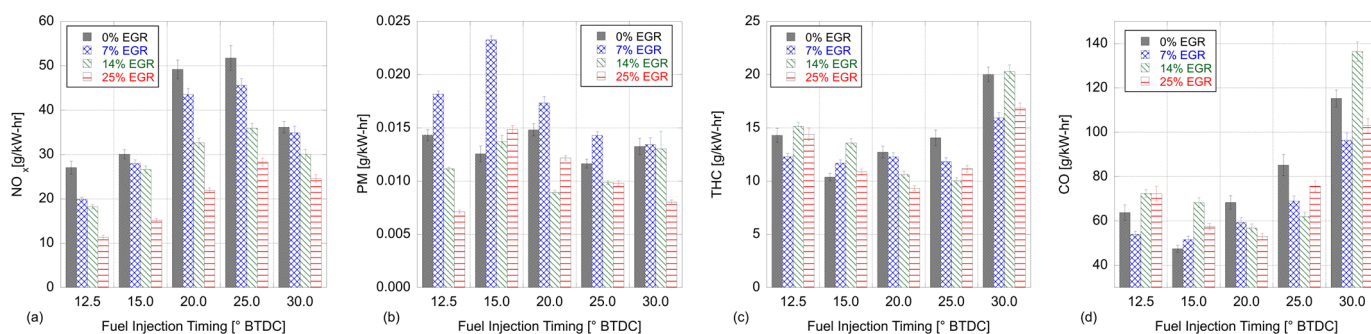 60
50
40
30
20
10
0
NOx[g/kW-hr]
0% EGR
7% EGR
14% EGR
25% EGR
12.5 15.0 20.0 25.0 30.0
(a)
Fuel Injection Timing [° BTDC]
0.025
0.020
0.015
0.010
0.005
0.000
PM [g/kW-hr]
0% EGR
7% EGR
14% EGR
25% EGR
12.5 15.0 20.0 25.0 30.0
(b)
Fuel Injection Timing [° BTDC]
25
20
15
10
5
0
THC [g/kW-hr]
0% EGR
7% EGR
14% EGR
25% EGR
12.5 15.0 20.0 25.0 30.0
(c)
Fuel Injection Timing [° BTDC]
140
120
100
80
60
40
CO [g/kW-hr]
0% EGR
7% EGR
14% EGR
25% EGR
12.5 15.0 20.0 25.0 30.0
(d)
Fuel Injection Timing [° BTDC]